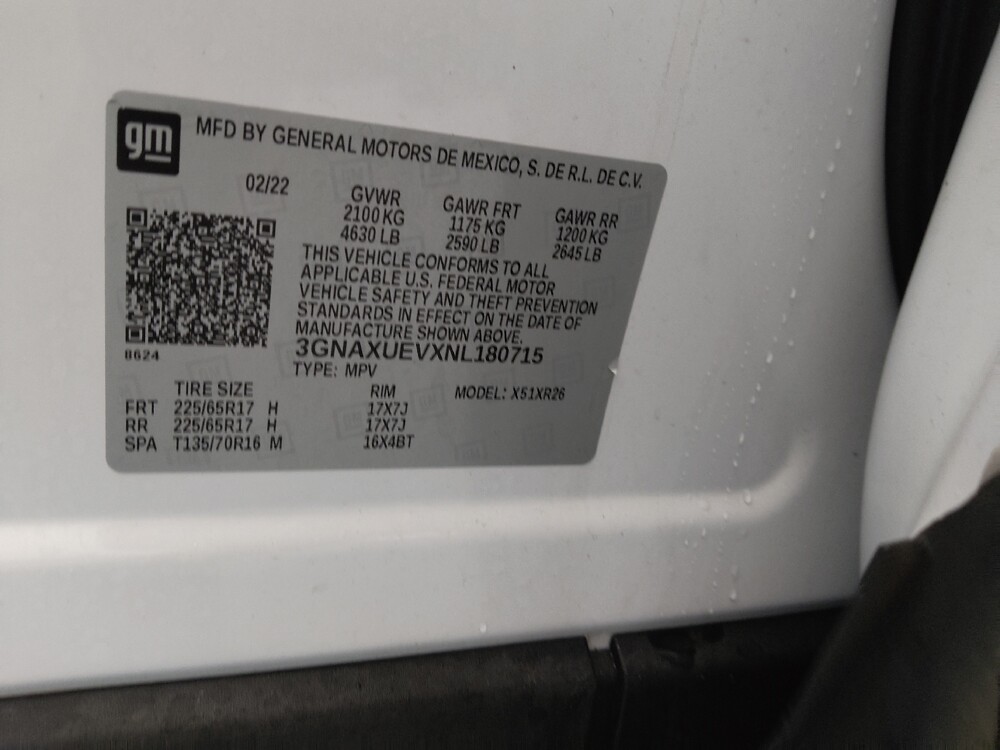 gm
MFD BY GENERAL MOTORS DE MEXICO, S. DE R.L. DE C.V.
02/22
GVWR GAWR FRT GAWR RR
2100 KG 1175 KG 1200 KG
4630 LB 2590 LB 2645 LB
THIS VEHICLE CONFORMS TO ALL
APPLICABLE U.S. FEDERAL MOTOR
VEHICLE SAFETY AND THEFT PREVENTION
STANDARDS IN EFFECT ON THE DATE OF
MANUFACTURE SHOWN ABOVE.
8624
3GNAXUEVXNL180715
TYPE: MPV
TIRE SIZE RIM MODEL: X51XR26
FRT 225/65R17 H 17X7J
RR 225/65R17 H 17X7J
SPA T135/70R16 M 16X4BT